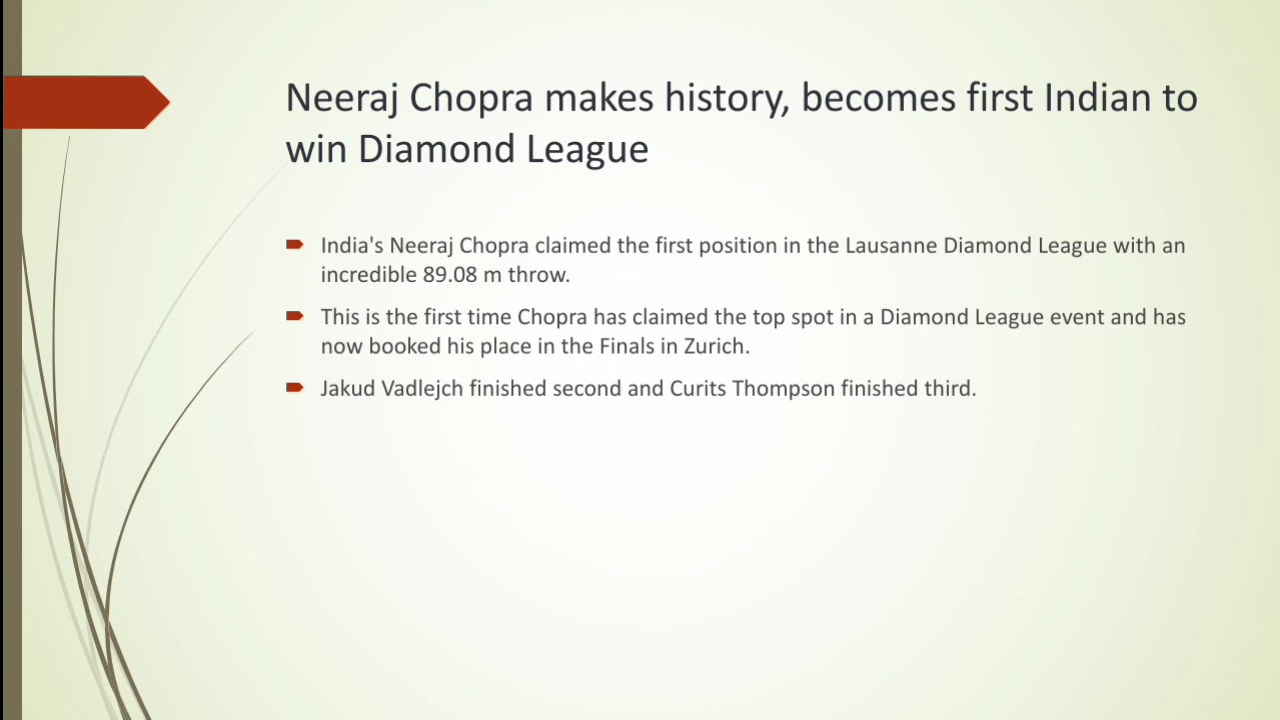 Neeraj Chopra makes history, becomes first Indian to
win Diamond League
India's Neeraj Chopra claimed the first position in the Lausanne Diamond League with an
incredible 89.08 m throw.
This is the first time Chopra has claimed the top spot in a Diamond League event and has
now booked his place in the Finals in Zurich.
Jakud Vadlejch finished second and Curits Thompson finished third.